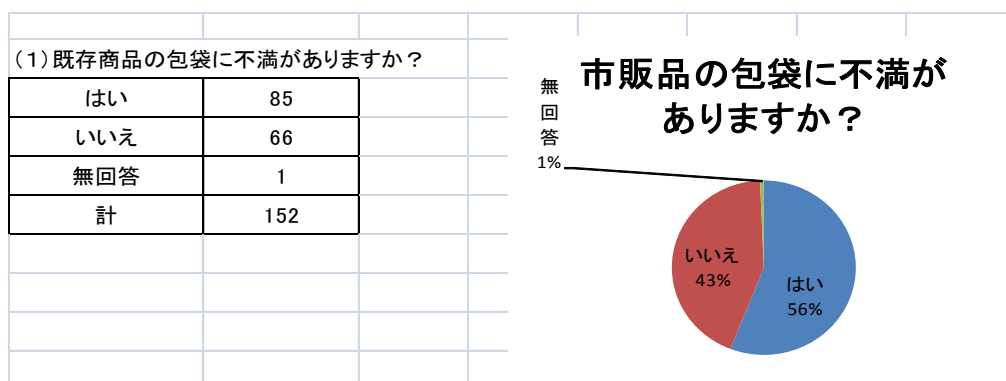 (1)既存商品の包袋に不満がありますか?
はい 85
いいえ 66
無回答 1
計 152
市販品の包袋に不満が
ありますか?
無
回
答
1%
いいえ
43%
はい
56%